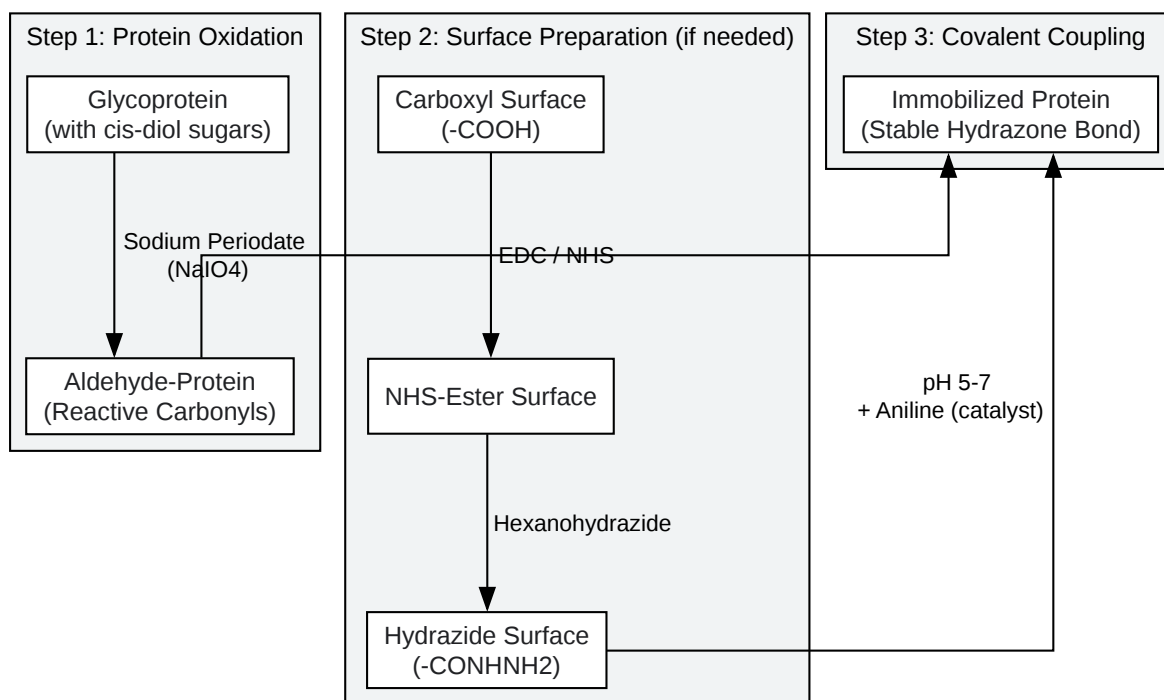 Step 1: Protein Oxidation
Glycoprotein
(with cis-diol sugars)
Sodium Periodate
(NaIO4)
Aldehyde-Protein
(Reactive Carbonyls)
Step 2: Surface Preparation (if needed)
Carboxyl Surface
(-COOH)
EDC / NHS
NHS-Ester Surface
Hexanohydrazide
Hydrazide Surface
(-CONHNH2)
Step 3: Covalent Coupling
Immobilized Protein
(Stable Hydrazone Bond)
pH 5-7
+ Aniline (catalyst)